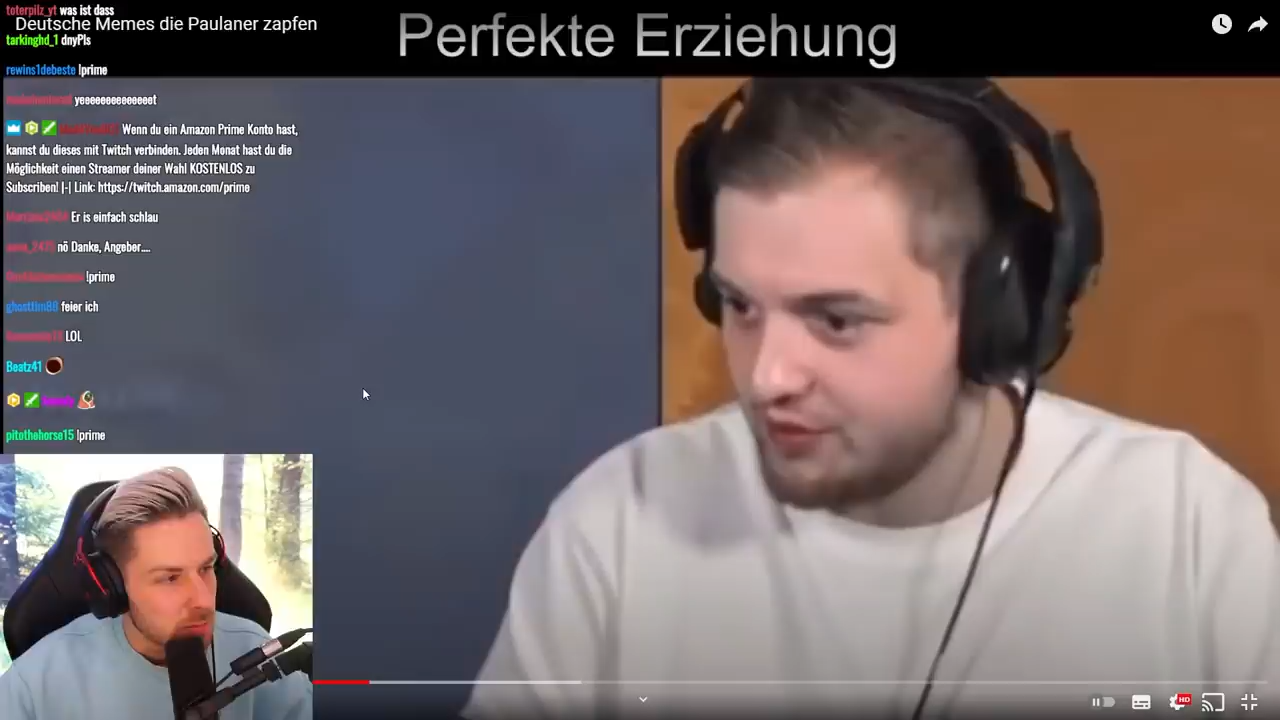 toterpilz_yt was ist dass
Deutsche Memes die Paulaner zapfen
Perfekte Erziehung
tarkinghd_1 dnyPls
rewins1debeste !prime
yeeeeeeeeeeeeet
Wenn du ein Amazon Prime Konto hast,
kannst du dieses mit Twitch verbinden. Jeden Monat hast du die
Möglichkeit einen Streamer deiner Wahl KOSTENLOS zu
Subscriben! |-| Link: https://twitch.amazon.com/prime
Er is einfach schlau
nö Danke, Angeber....
!prime
feier ich
LOL
Beatz41
pitothehorse15 !prime
HD